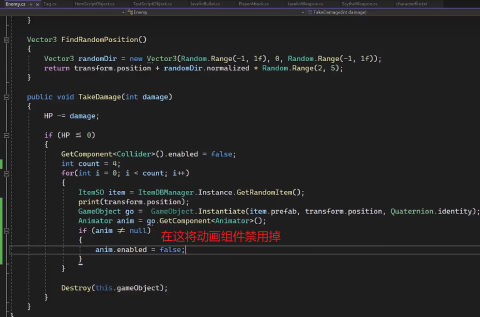 Enemy.cs
Enemy
TakeDamage(int damage)
Vector3 FindRandomPosition()
{
Vector3 randomDir = new Vector3(Random.Range(-1, 1f), 0, Random.Range(-1, 1f));
return transform.position + randomDir.normalized * Random.Range(2, 5);
}
public void TakeDamage(int damage)
{
HP -= damage;
if (HP ≤ 0)
{
GetComponent<Collider>().enabled = false;
int count = 4;
for(int i = 0; i < count; i++)
{
ItemSO item = ItemDBManager.Instance.GetRandomItem();
print(transform.position);
GameObject go = GameObject.Instantiate(item.prefab, transform.position, Quaternion.identity);
Animator anim = go.GetComponent<Animator>();
if (anim ≠ null)
在这将动画组件禁用掉
{
anim.enabled = false;
}
}
Destroy(this.gameObject);
}
}
}